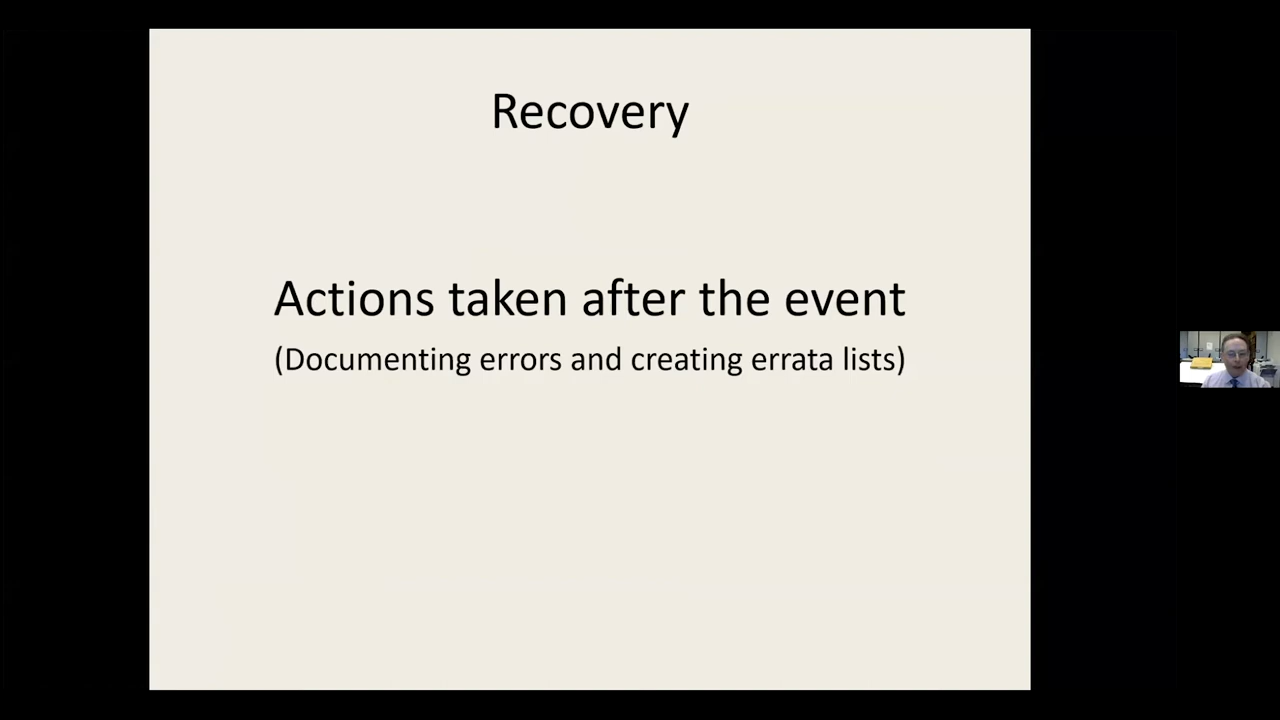 Recovery
Actions taken after the event
(Documenting errors and creating errata lists)